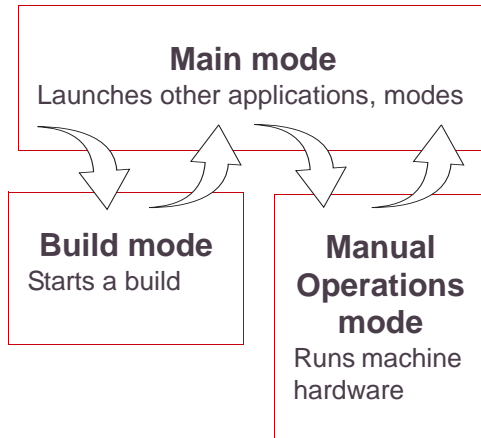 Main mode
Launches other applications, modes
Build mode
Starts a build
Manual
Operations
mode
Runs machine
hardware